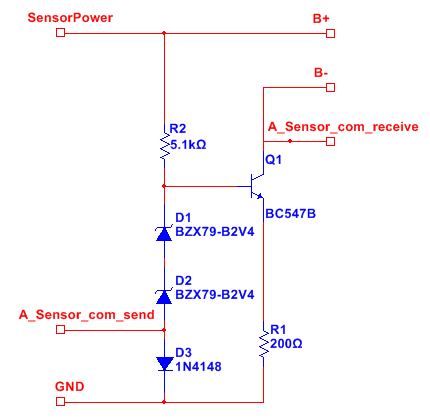 SensorPower
B+
B-
A_Sensor_com_receive
R2
5.1kΩ
Q1
BC547B
D1
BZX79-B2V4
D2
BZX79-B2V4
A_Sensor_com_send
R1
200Ω
D3
1N4148
GND